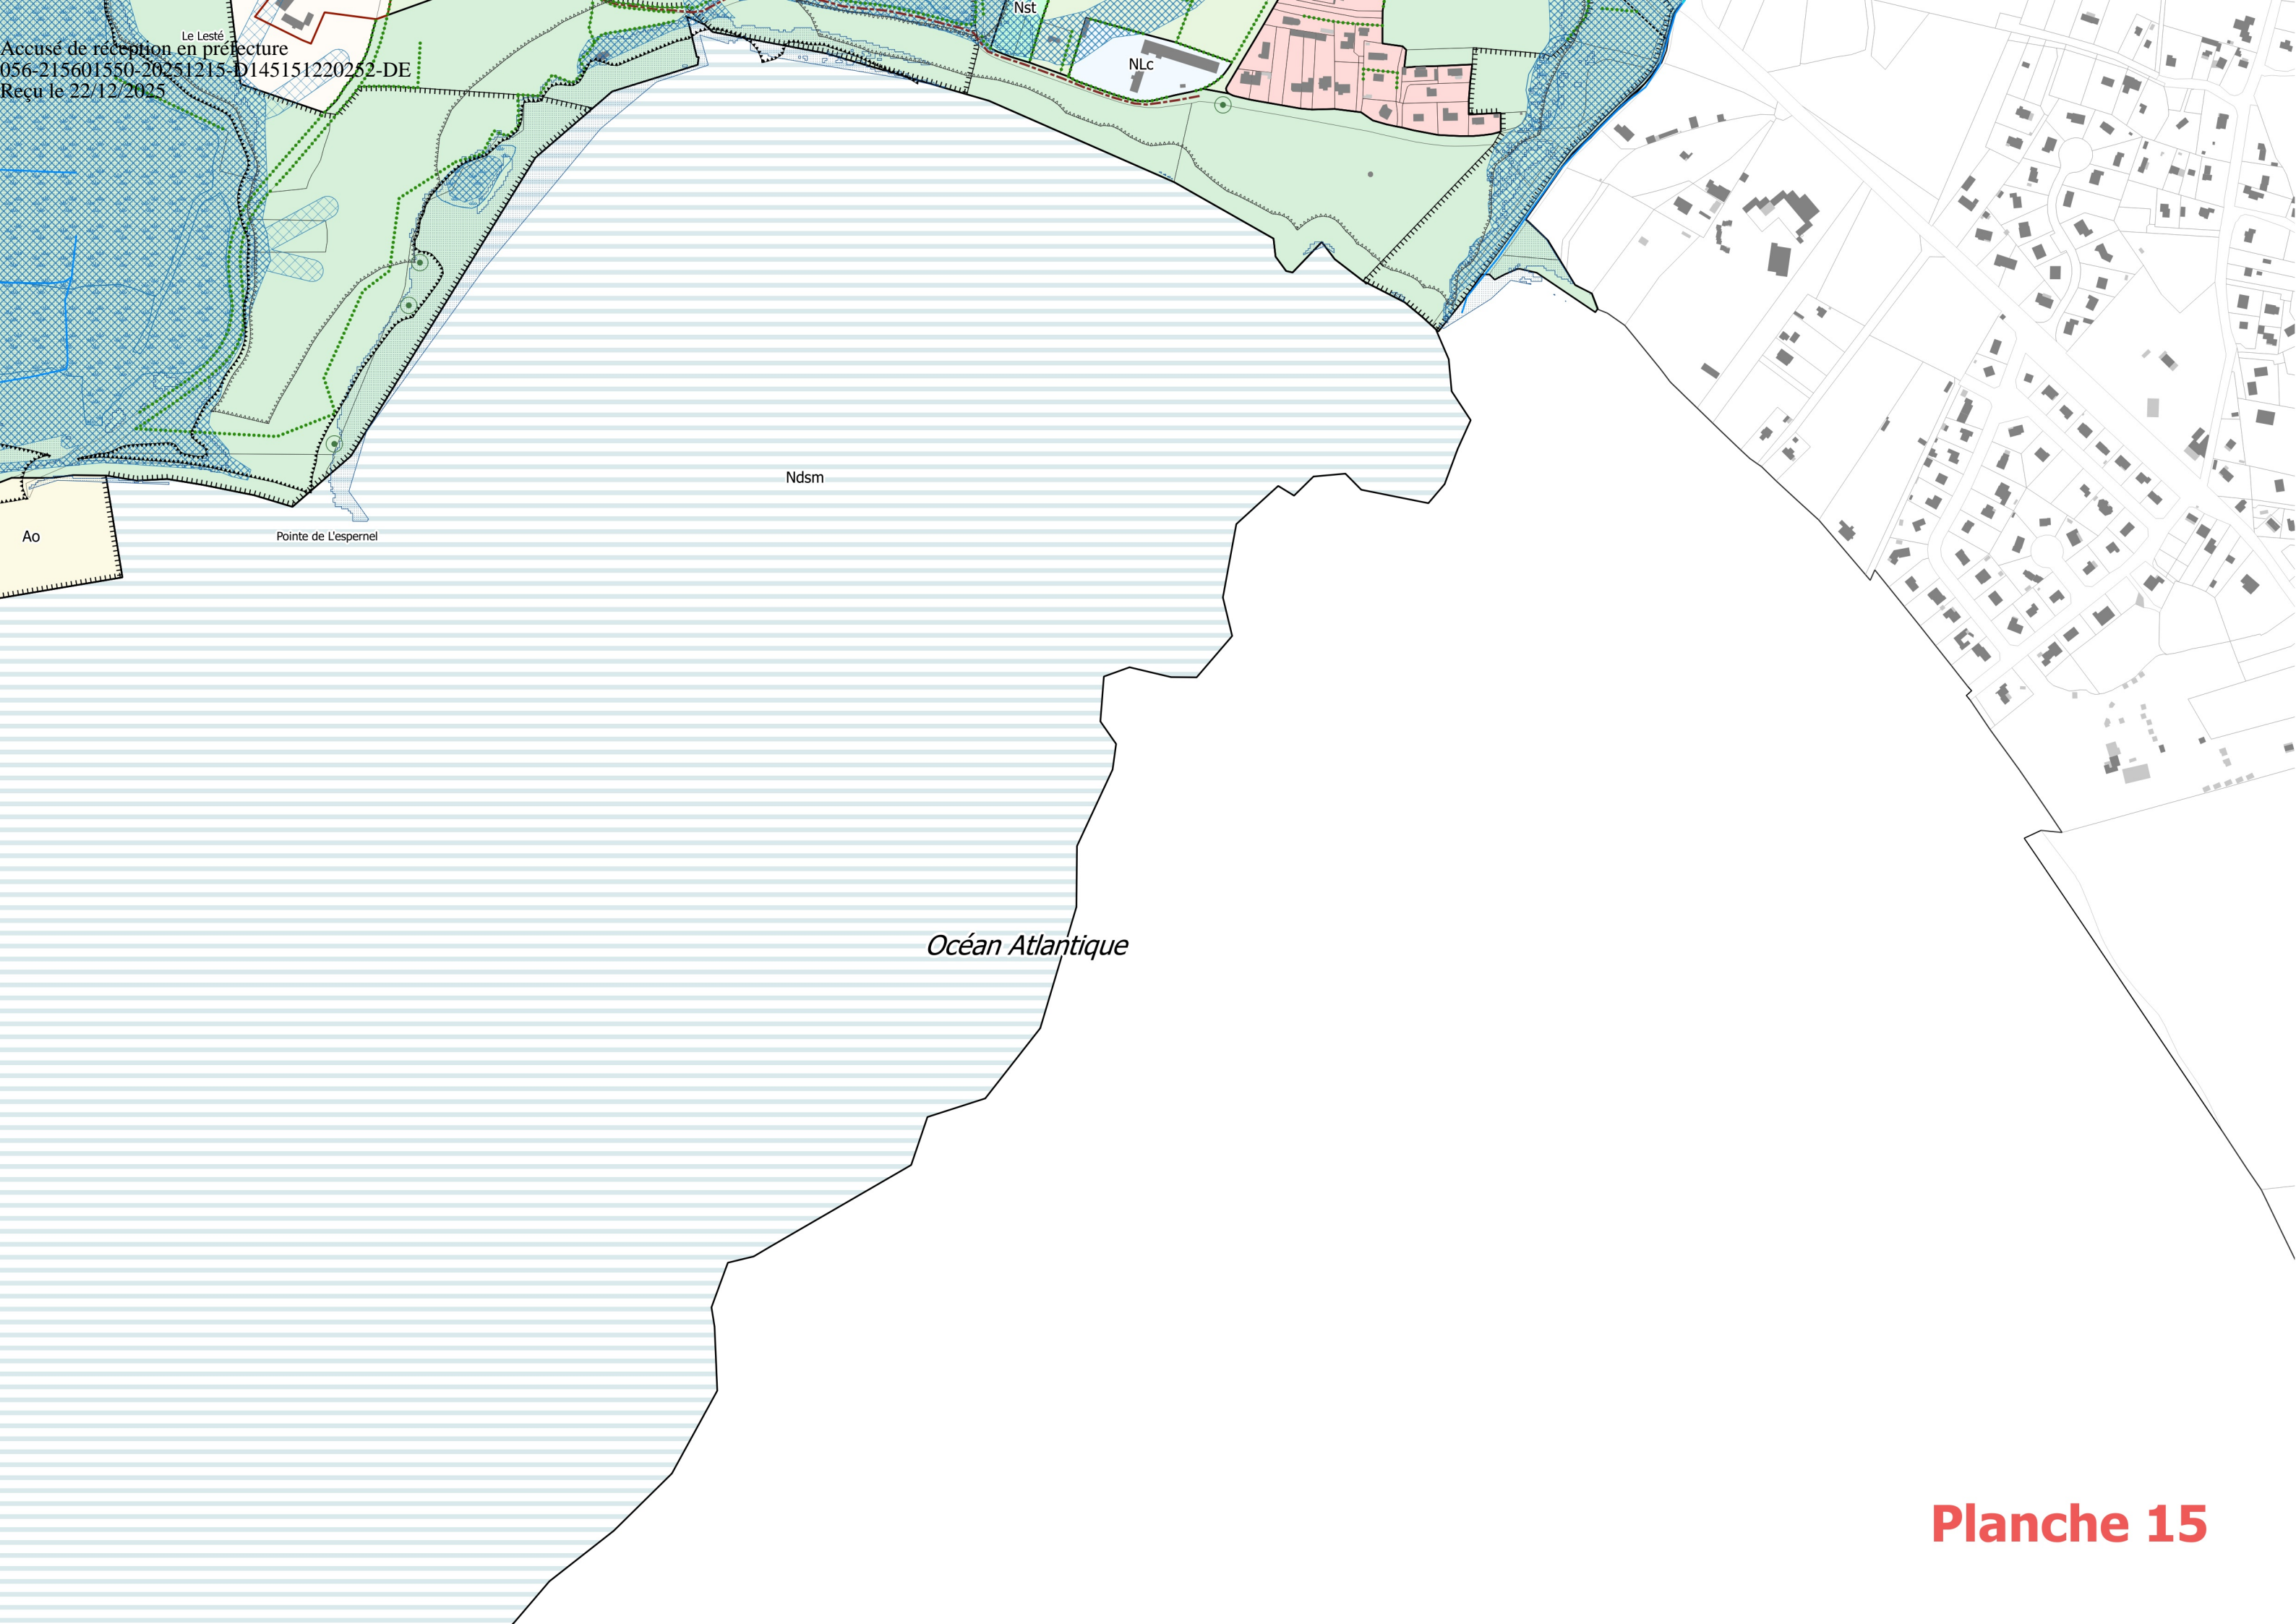 Nst
Le Lesté
Accusé de réception en préfecture
056-215601550-20251215-D145151220252-DE
Reçu le 22/12/2025
NLc
Ndsm
Ao
Pointe de L'espernel
Océan Atlantique
Planche 15